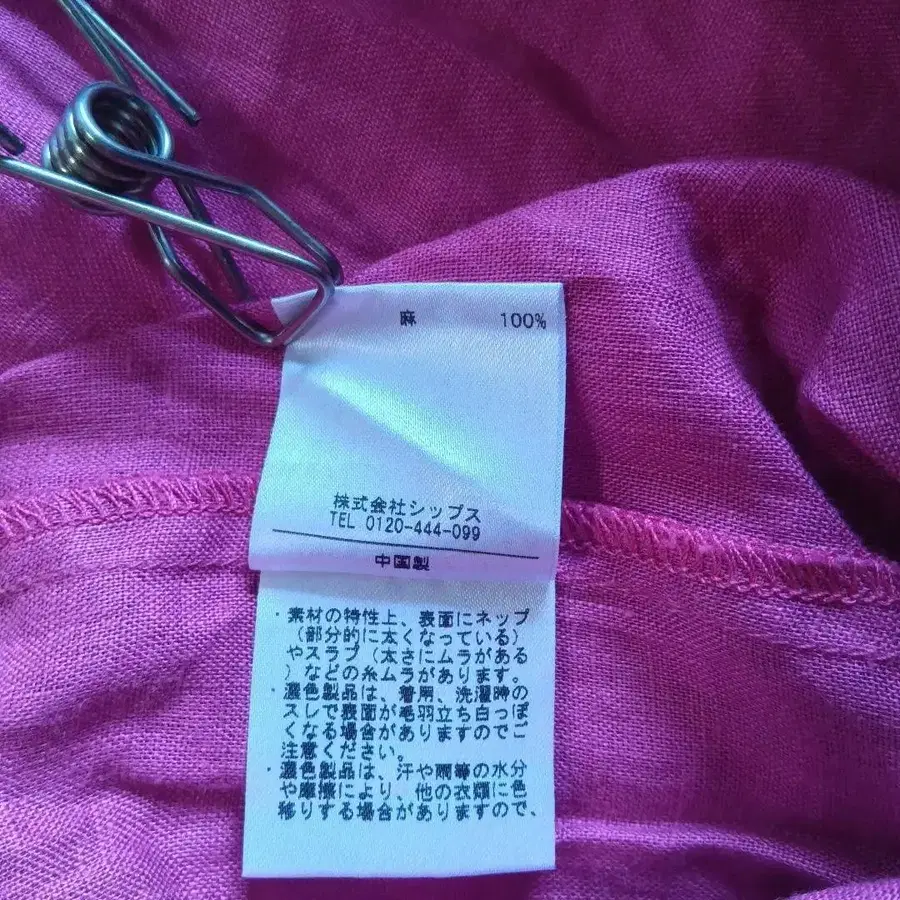 麻 100%
株式会社シップス
TEL 0120-444-099
中国製
・素材の特性上、表面にネップ
（部分的に太くなっている）
やスラブ（太さにムラがある
）などの糸ムラがあります。
・濃色製品は、着用、洗濯時の
スレで表面が毛羽立ち白っぽ
くなる場合がありますのでご
注意ください。
・濃色製品は、汗や雨等の水分
や摩擦により、他の衣類に色
移りする場合がありますので、